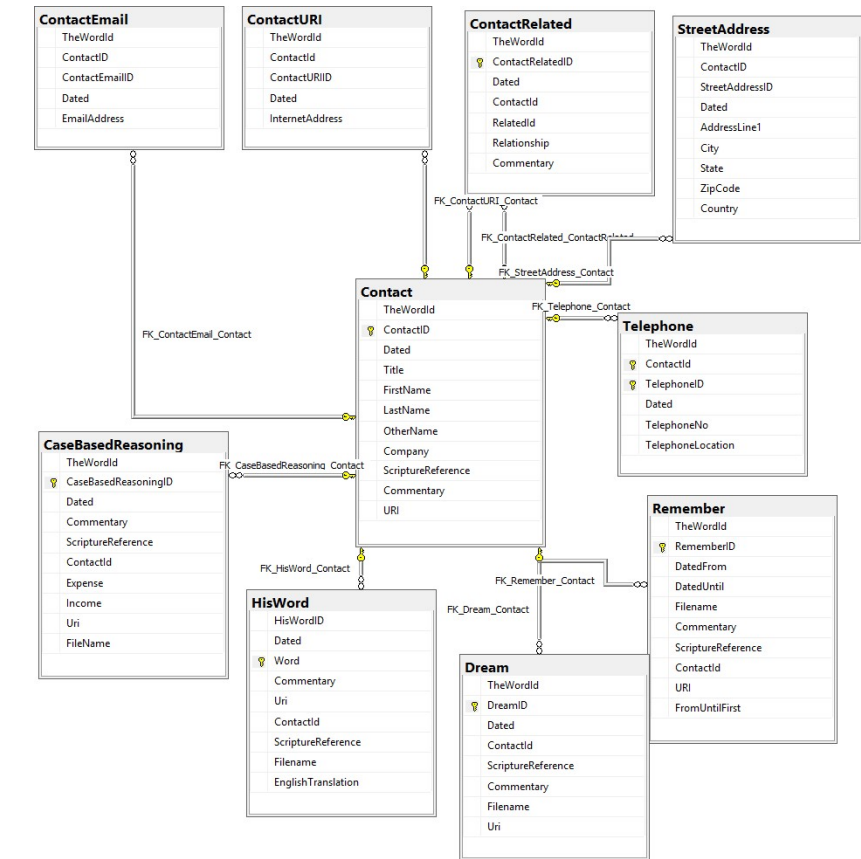 ContactEmail
TheWordId
ContactID
ContactEmailID
Dated
EmailAddress
ContactURI
TheWordId
ContactId
ContactURIID
Dated
InternetAddress
ContactRelated
TheWordId
ContactRelatedID
Dated
ContactId
RelatedId
Relationship
Commentary
StreetAddress
TheWordId
ContactID
StreetAddressID
Dated
AddressLine1
City
State
ZipCode
Country
FK_ContactURI_Contact
FK_ContactRelated_ContactRelated
FK_StreetAddress_Contact
FK_Telephone_Contact
FK_ContactEmail_Contact
Contact
TheWordId
ContactID
Dated
Title
FirstName
LastName
OtherName
Company
ScriptureReference
Commentary
URI
Telephone
TheWordId
ContactId
TelephoneID
Dated
TelephoneNo
TelephoneLocation
CaseBasedReasoning
TheWordId
CaseBasedReasoningID
Dated
Commentary
ScriptureReference
ContactId
Expense
Income
Uri
FileName
FK_CaseBasedReasoning_Contact
FK_HisWord_Contact
FK_Remember_Contact
FK_Dream_Contact
HisWord
HisWordID
Dated
Word
Commentary
Uri
ContactId
ScriptureReference
Filename
EnglishTranslation
Remember
TheWordId
RememberID
DatedFrom
DatedUntil
Filename
Commentary
ScriptureReference
ContactId
URI
FromUntilFirst
Dream
TheWordId
DreamID
Dated
ContactId
ScriptureReference
Commentary
Filename
Uri